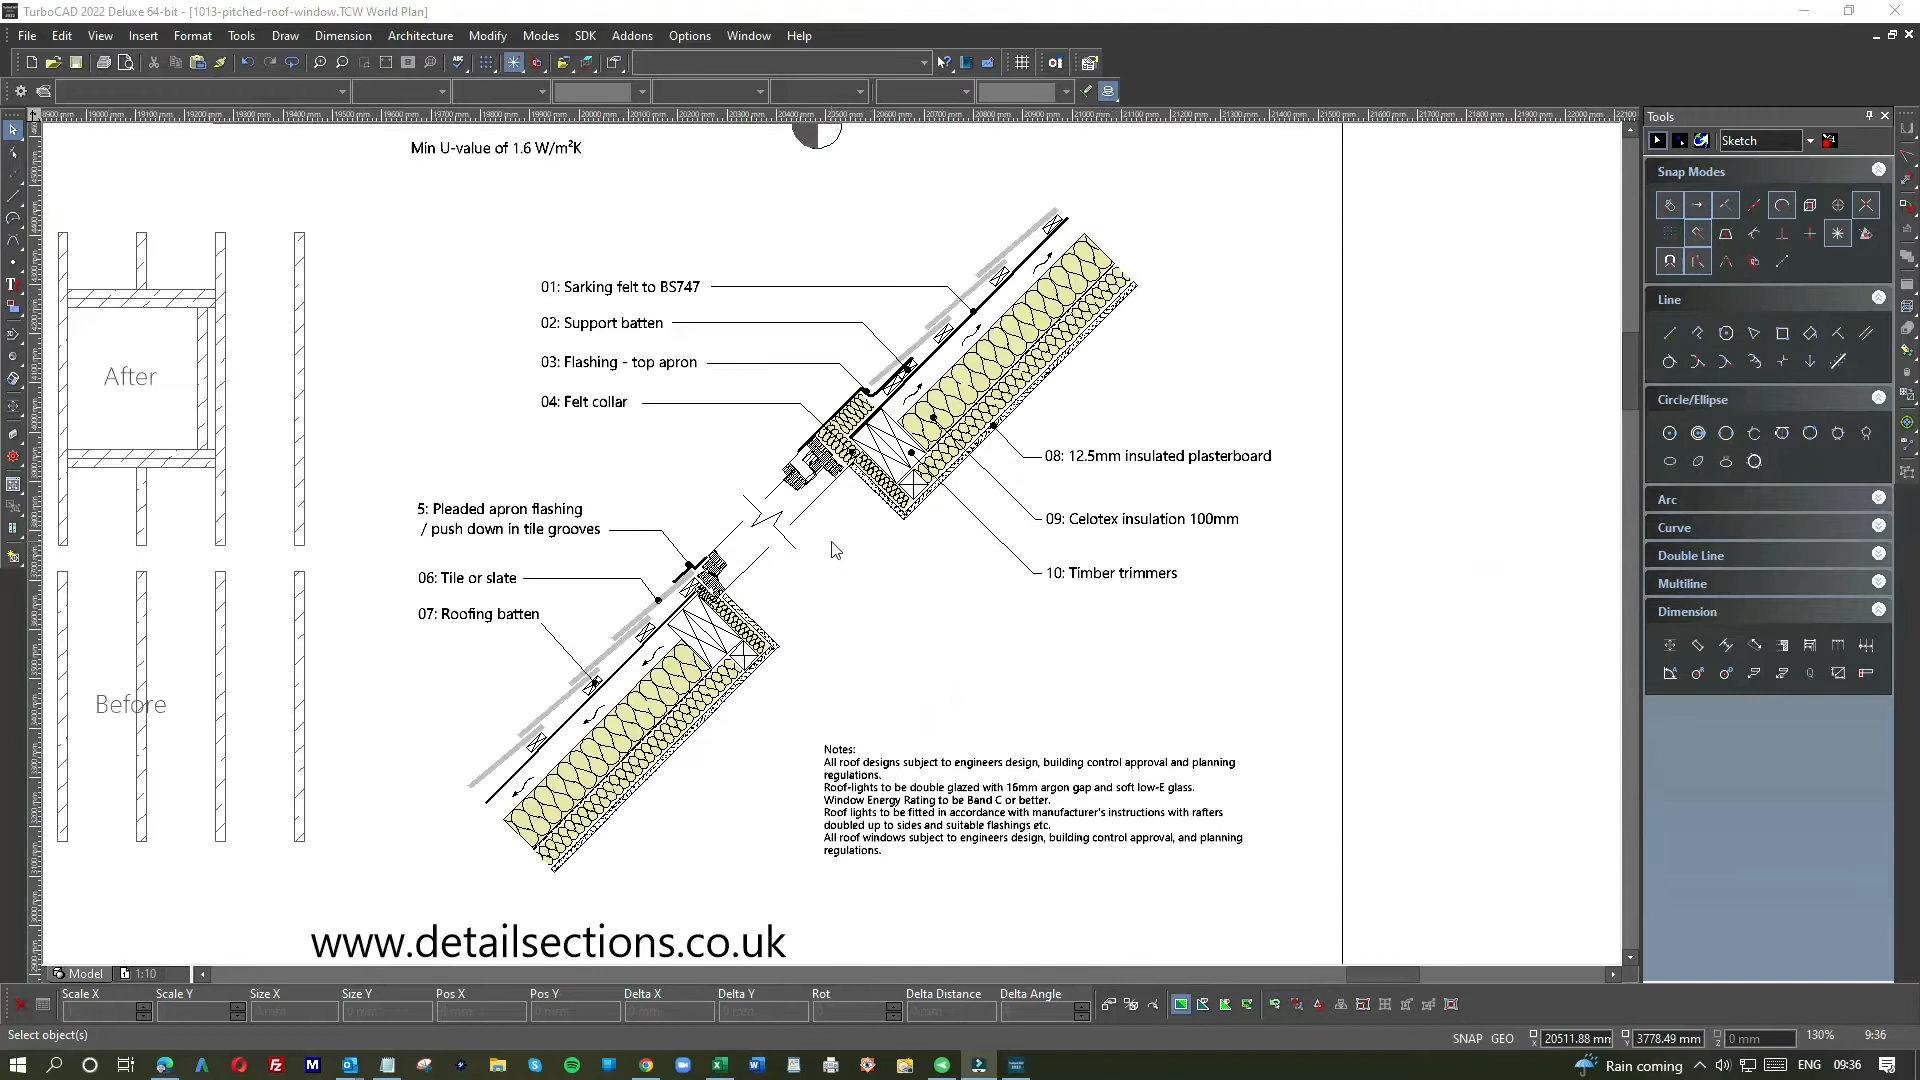 TurboCAD 2022 Deluxe 64-bit - [1013-pitched-roof-window.TCW World Plan]
File Edit View Insert Format Tools Draw Dimension Architecture Modify Modes SDK Addons Options Window Help
Min U-value of 1.6 W/m²K
01: Sarking felt to BS747
02: Support batten
03: Flashing - top apron
04: Felt collar
After
5: Pleaded apron flashing
/ push down in tile grooves
06: Tile or slate
07: Roofing batten
Before
08: 12.5mm insulated plasterboard
09: Celotex insulation 100mm
10: Timber trimmers
Notes:
All roof designs subject to engineers design, building control approval and planning
regulations.
Roof-lights to be double glazed with 16mm argon gap and soft low-E glass.
Window Energy Rating to be Band C or better.
Roof lights to be fitted in accordance with manufacturer's instructions with rafters
doubled up to sides and suitable flashings etc.
All roof windows subject to engineers design, building control approval, and planning
regulations.
www.detailsections.co.uk
Tools
Sketch
Snap Modes
Line
Circle/Ellipse
Arc
Curve
Double Line
Multiline
Dimension
Model 1:10
Scale X Scale Y Size X Size Y Pos X Pos Y Delta X Delta Y Rot Delta Distance Delta Angle
Select object(s)
SNAP GEO 20511.88 mm 3778.49 mm 0 mm 130% 9:36
Rain coming ENG 09:36